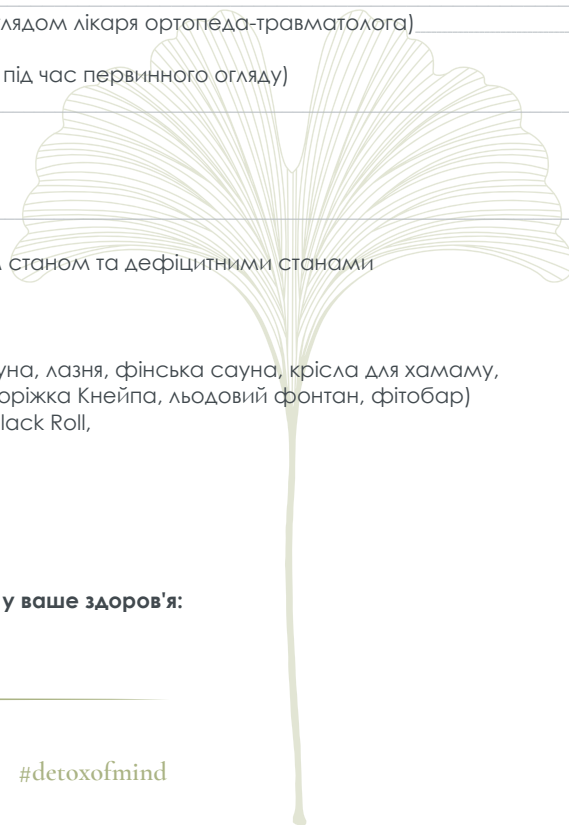 лядом лікаря ортопеда-травматолога)
під час первинного огляду)
станом та дефіцитними станами
уна, лазня, фінська сауна, крісла для хамаму,
оріжка Кнейпа, льодовий фонтан, фітобар)
lack Roll,
у ваше здоров'я:
#detoxofmind